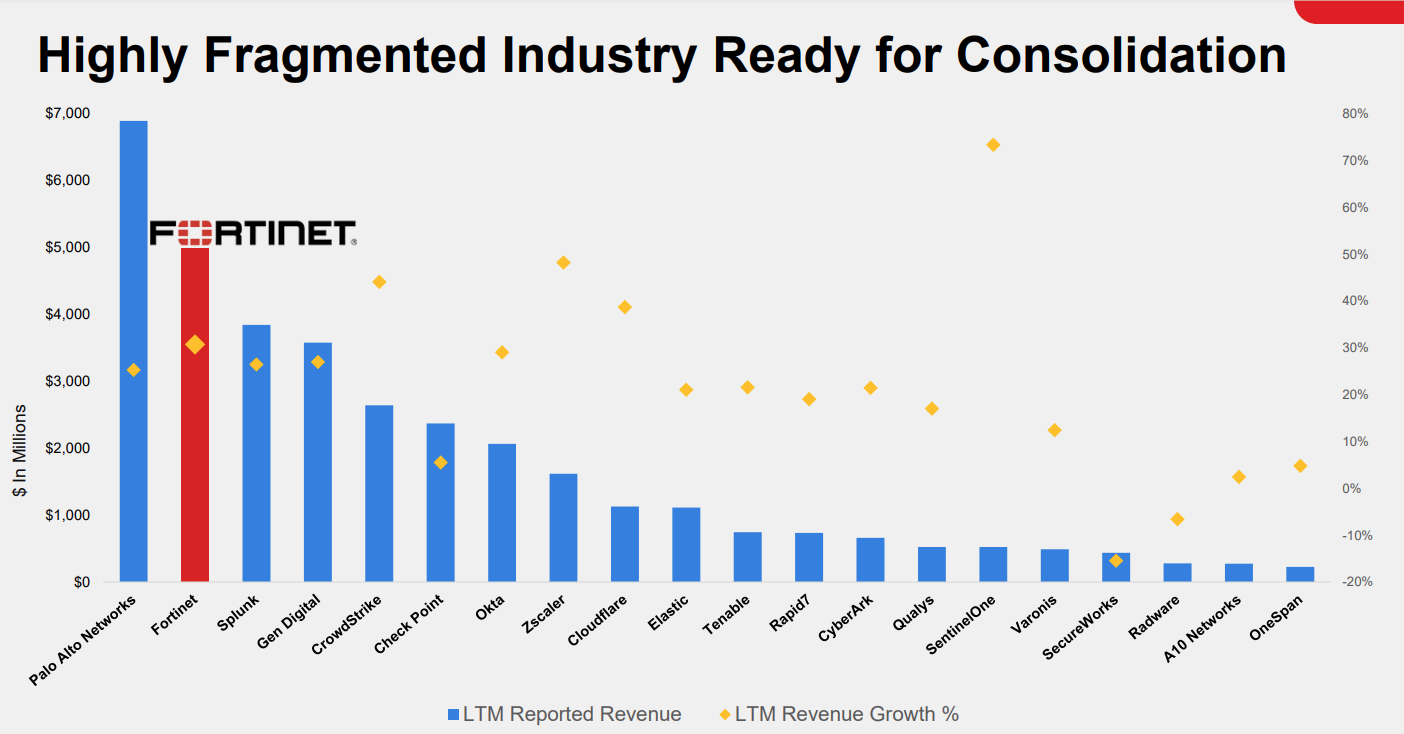 Highly Fragmented Industry Ready for Consolidation
$7,000
$6,000
$5,000
$4,000
$3,000
$2,000
$1,000
$0
$ In Millions
80%
70%
60%
50%
40%
30%
20%
10%
0%
-10%
-20%
FORTINET®
Palo Alto Networks
Fortinet
Splunk
Gen Digital
CrowdStrike
Check Point
Okta
Zscaler
Cloudflare
Elastic
Tenable
Rapid7
CyberArk
Qualys
SentinelOne
Varonis
SecureWorks
Radware
A10 Networks
OneSpan
LTM Reported Revenue
LTM Revenue Growth %